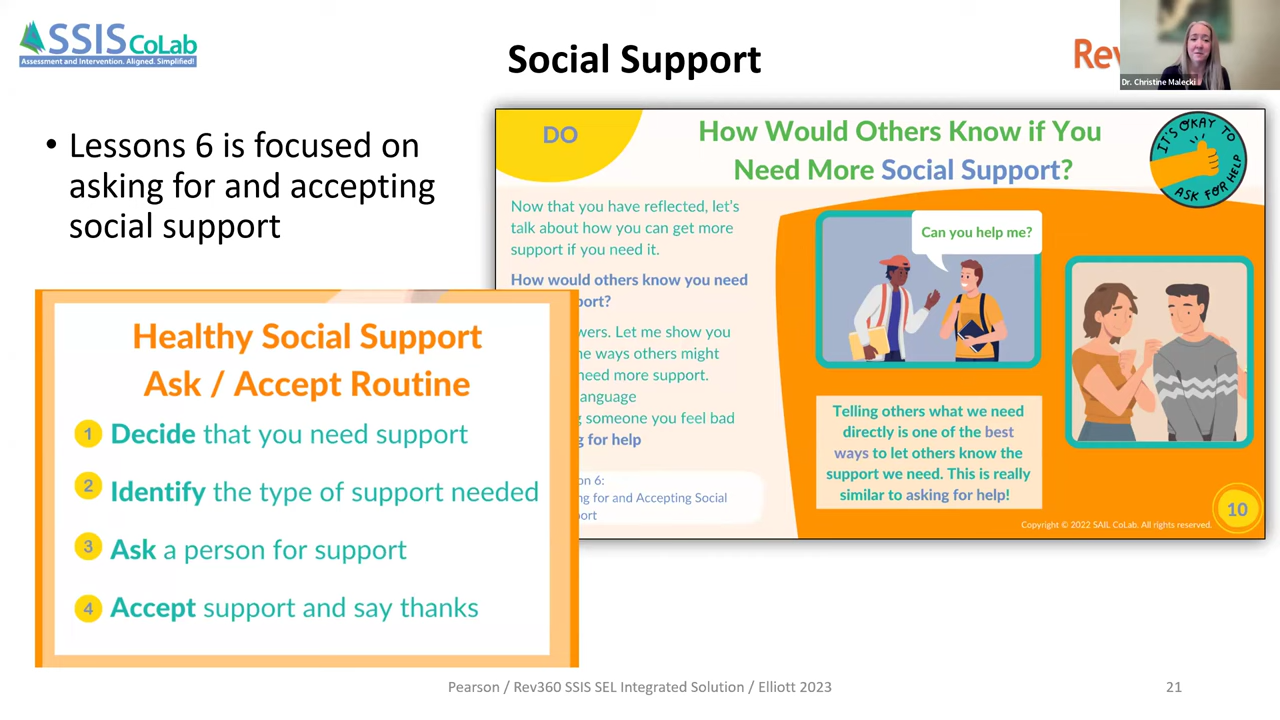 SSIS CoLab
Assessment and Intervention. Aligned. Simplified!
Social Support
Rev
Dr. Christine Malecki
• Lessons 6 is focused on
asking for and accepting
social support
DO
How Would Others Know if You
Need More Social Support?
IT'S OKAY TO
ASK FOR HELP
Now that you have reflected, let's
talk about how you can get more
support if you need it.
How would others know you need
port?
wers. Let me show you
ne ways others might
need more support.
anguage
g someone you feel bad
g for help
on 6:
ng for and Accepting Social
port
Can you help me?
Telling others what we need
directly is one of the best
ways to let others know the
support we need. This is really
similar to asking for help!
10
Copyright © 2022 SAIL CoLab. All rights reserved.
Healthy Social Support
Ask / Accept Routine
1 Decide that you need support
2 Identify the type of support needed
3 Ask a person for support
4 Accept support and say thanks
Pearson / Rev360 SSIS SEL Integrated Solution / Elliott 2023
21